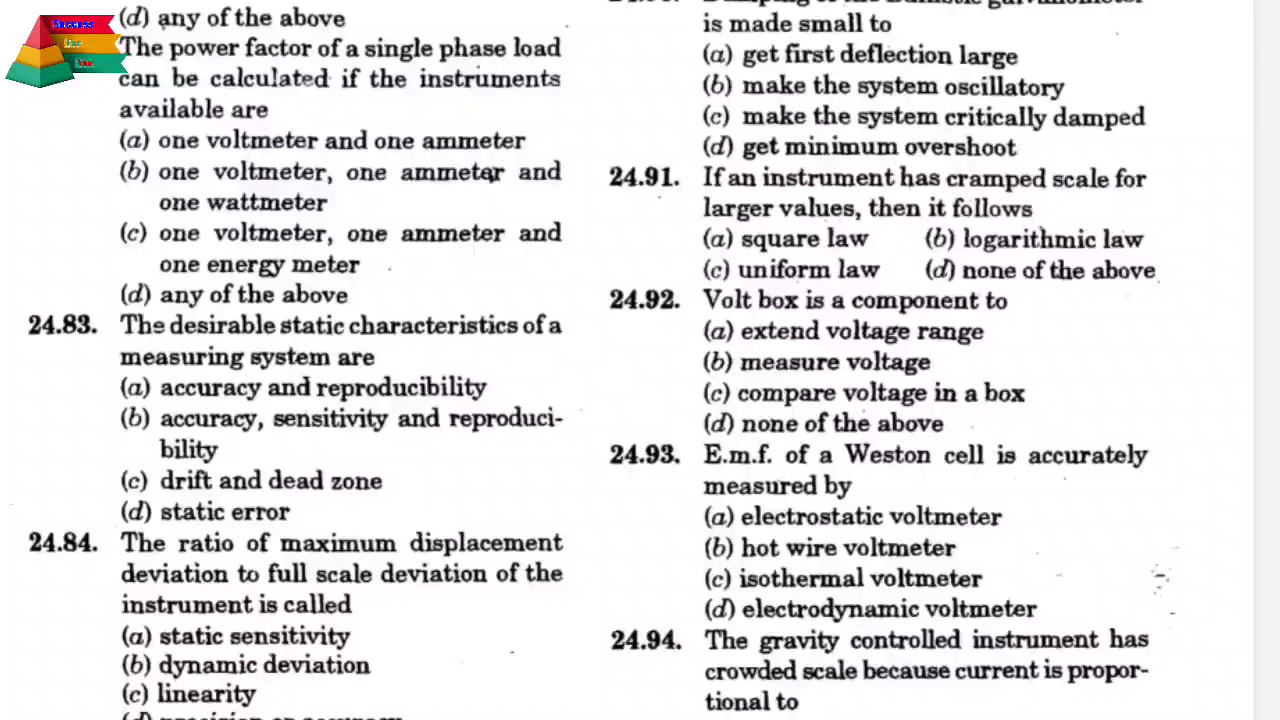 Success
For
You
(d) any of the above
The power factor of a single phase load
can be calculated if the instruments
available are
(a) one voltmeter and one ammeter
(b) one voltmeter, one ammeter and
one wattmeter
(c) one voltmeter, one ammeter and
one energy meter
(d) any of the above
24.83. The desirable static characteristics of a
measuring system are
(a) accuracy and reproducibility
(b) accuracy, sensitivity and reproduci-
bility
(c) drift and dead zone
(d) static error
24.84. The ratio of maximum displacement
deviation to full scale deviation of the
instrument is called
(a) static sensitivity
(b) dynamic deviation
(c) linearity
is made small to
(a) get first deflection large
(b) make the system oscillatory
(c) make the system critically damped
(d) get minimum overshoot
24.91. If an instrument has cramped scale for
larger values, then it follows
(a) square law (b) logarithmic law
(c) uniform law (d) none of the above
24.92. Volt box is a component to
(a) extend voltage range
(b) measure voltage
(c) compare voltage in a box
(d) none of the above
24.93. E.m.f. of a Weston cell is accurately
measured by
(a) electrostatic voltmeter
(b) hot wire voltmeter
(c) isothermal voltmeter
(d) electrodynamic voltmeter
24.94. The gravity controlled instrument has
crowded scale because current is propor-
tional to